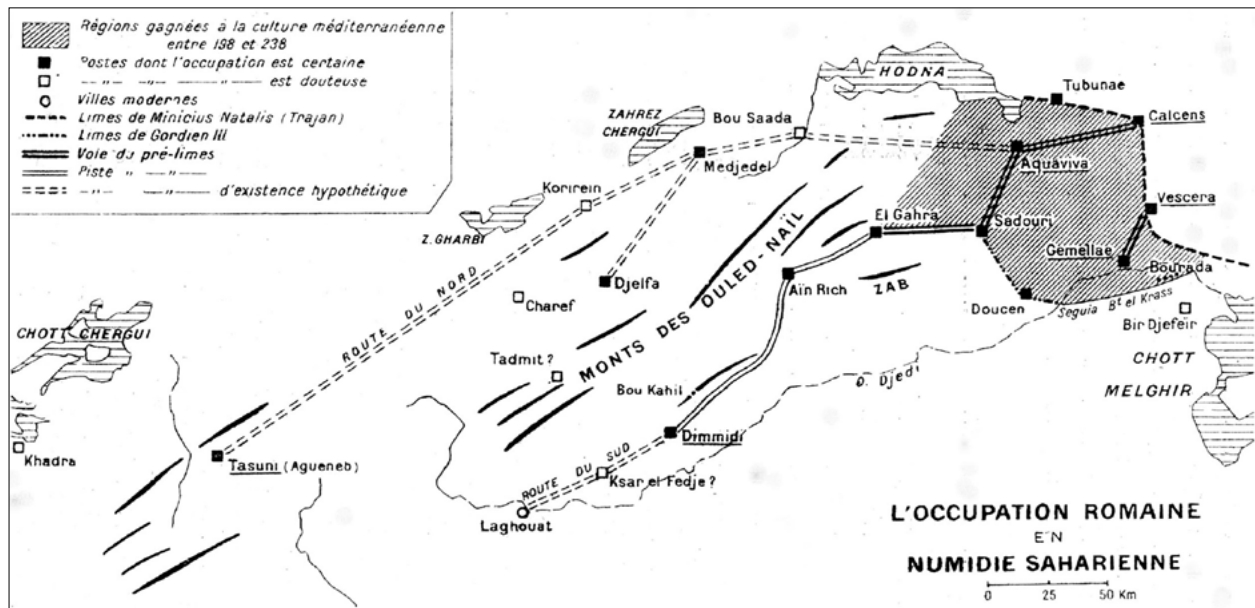 Régions gagnées à la culture méditerranéenne
entre 198 et 238
Postes dont l'occupation est certaine
-- „ -- „ -- „ -- est douteuse
Villes modernes
Limes de Minicius Natalis (Trajan)
Limes de Gordien III
Voie du pré-limes
Piste „ -- „ --
-- „ -- -- „ -- d'existence hypothétique
HODNA
Tubunae
Calcens
ZAHREZ
CHERGUI
Bou Saada
Medjedel
Aquaviva
Korirein
Z. GHARBI
Vescera
El Gahra
Sadouri
Gemellae
Bourada
Djelfa
Aïn Rich
ZAB
Doucen
Seguia Bt el Krass
Bir Djefeir
Charef
CHOTT CHERGUI
ROUTE DU NORD
MONTS DES OULED-NAÏL
Tadmit ?
Bou Kahil
O. Djedi
CHOTT
MELGHIR
Dimmidi
Khadra
Tasuni (Agueneb)
ROUTE DU SUD
Ksar el Fedje ?
Laghouat
L'OCCUPATION ROMAINE
EN
NUMIDIE SAHARIENNE
0 25 50 Km